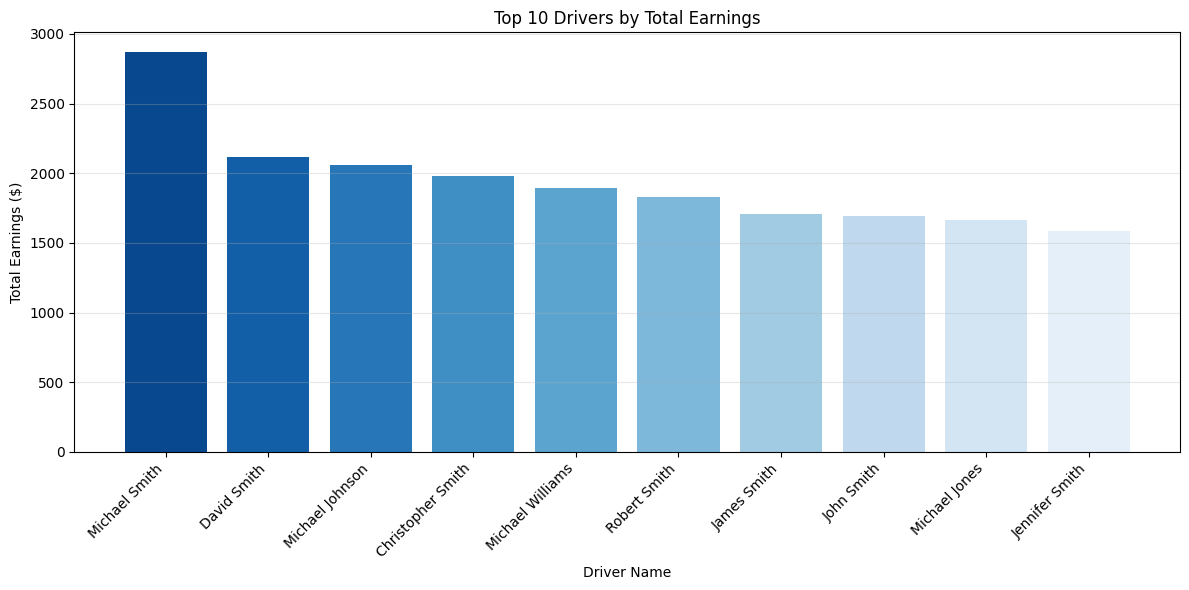 Top 10 Drivers by Total Earnings
3000
2500
2000
1500
1000
500
0
Total Earnings ($)
Michael Smith
David Smith
Michael Johnson
Christopher Smith
Michael Williams
Robert Smith
James Smith
John Smith
Michael Jones
Jennifer Smith
Driver Name